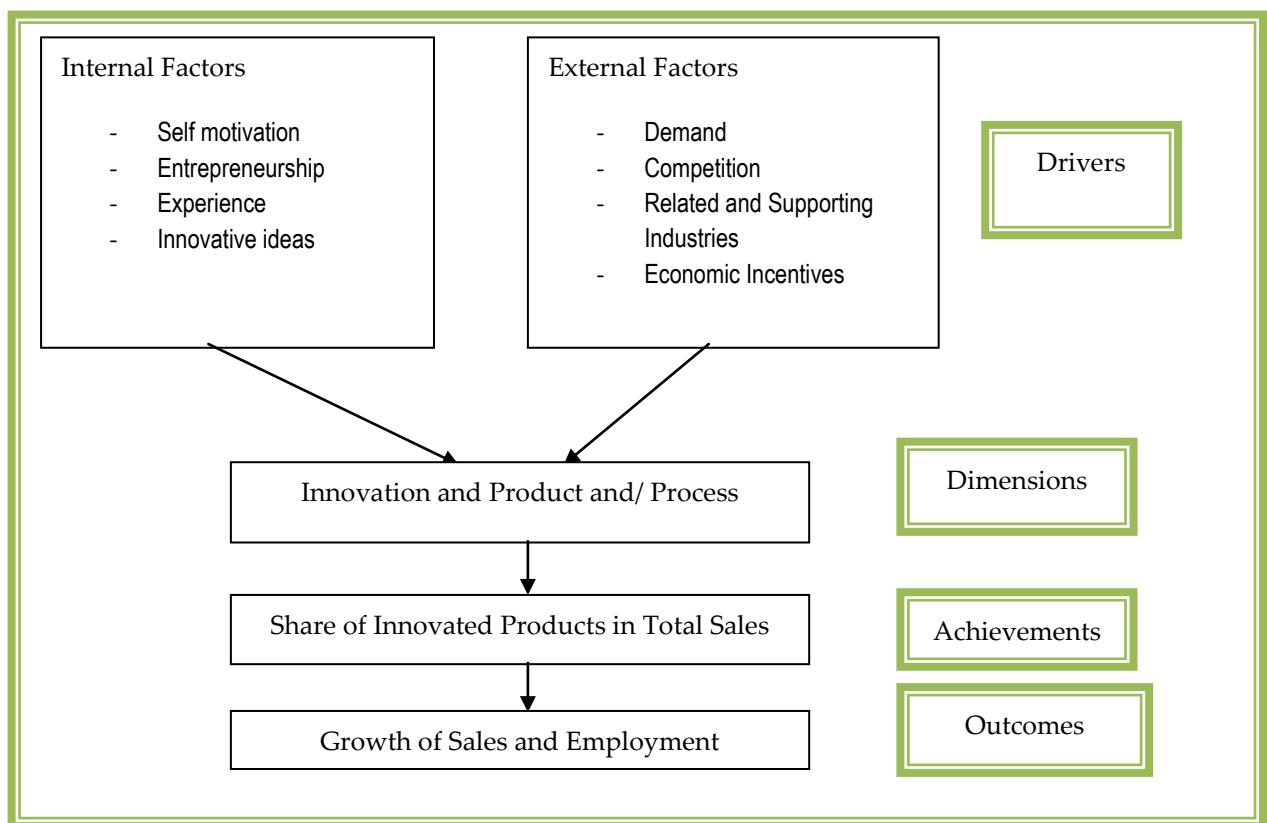 Internal Factors
- Self motivation
- Entrepreneurship
- Experience
- Innovative ideas
External Factors
- Demand
- Competition
- Related and Supporting
Industries
- Economic Incentives
Drivers
Innovation and Product and/ Process
Dimensions
Share of Innovated Products in Total Sales
Achievements
Growth of Sales and Employment
Outcomes